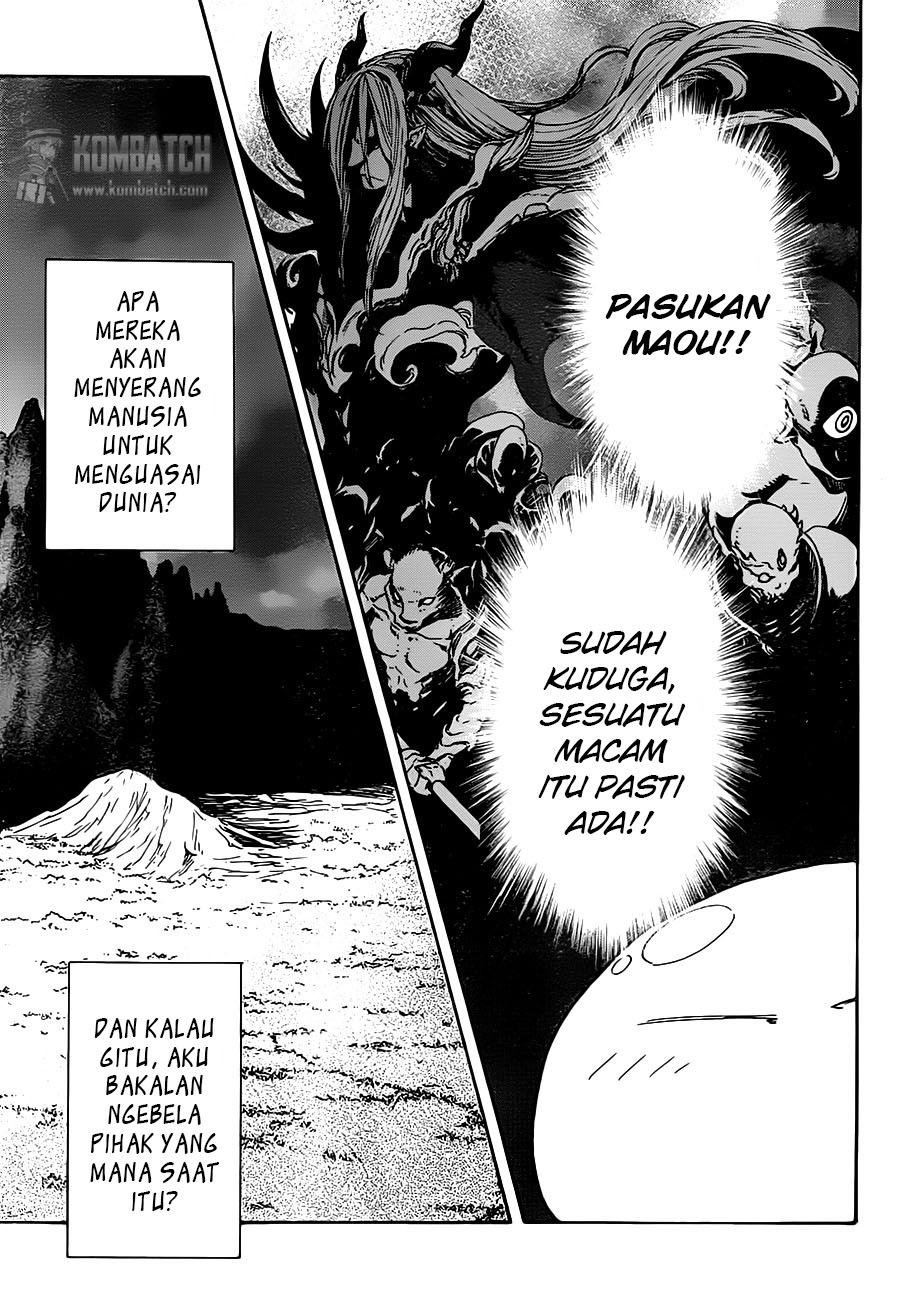 PASUKAN
MAOU!!
SUDAH
KUDUGA,
SESUATU
MACAM
ITU PASTI
ADA!!
KOMBATCH
www.kombatch.com
APA
MEREKA
AKAN
MENYERANG
MANUSIA
UNTUK
MENGUASAI
DUNIA?
DAN KALAU
GITU, AKU
BAKALAN
NGEBELA
PIHAK YANG
MANA SAAT
ITU?